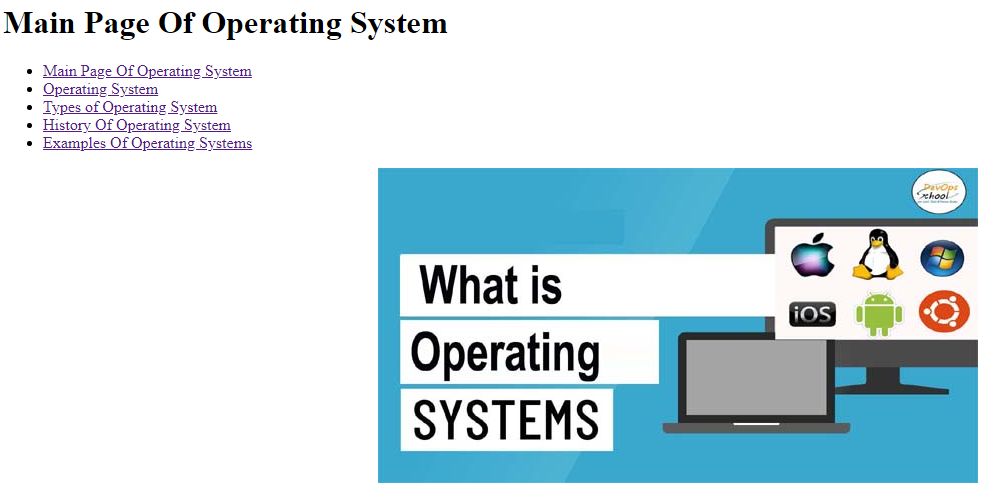 Main Page Of Operating System
Main Page Of Operating System
Operating System
Types of Operating System
History Of Operating System
Examples Of Operating Systems
DevOps
School
What is
iOS
Operating
SYSTEMS